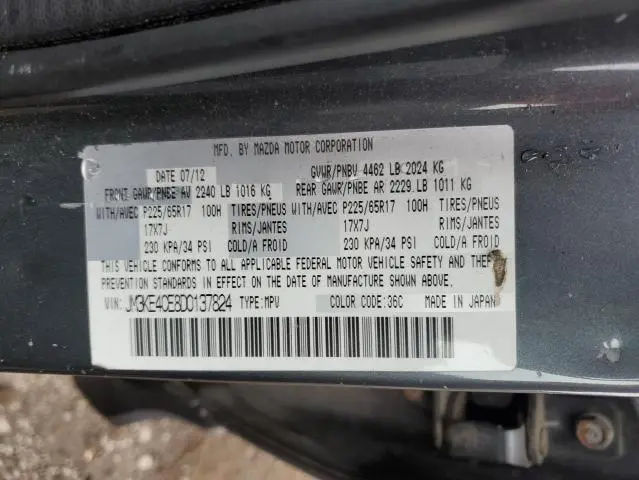 MFD. BY MAZDA MOTOR CORPORATION
DATE 07/12 GVWR/PNBV 4462 LB 2024 KG
FRONT GAWR/PNBE AV 2240 LB 1016 KG REAR GAWR/PNBE AR 2229 LB 1011 KG
WITH/AVEC P225/65R17 100H TIRES/PNEUS WITH/AVEC P225/65R17 100H TIRES/PNEUS
17X7J RIMS/JANTES 17X7J RIMS/JANTES
230 KPA/34 PSI COLD/A FROID 230 KPA/34 PSI COLD/A FROID
THIS VEHICLE CONFORMS TO ALL APPLICABLE FEDERAL MOTOR VEHICLE SAFETY AND THEFT
PREVENTION STANDARDS IN EFFECT ON THE DATE OF MANUFACTURE SHOWN ABOVE.
VIN: JM3KE4CE8D0137824 TYPE:MPV COLOR CODE:36C MADE IN JAPAN